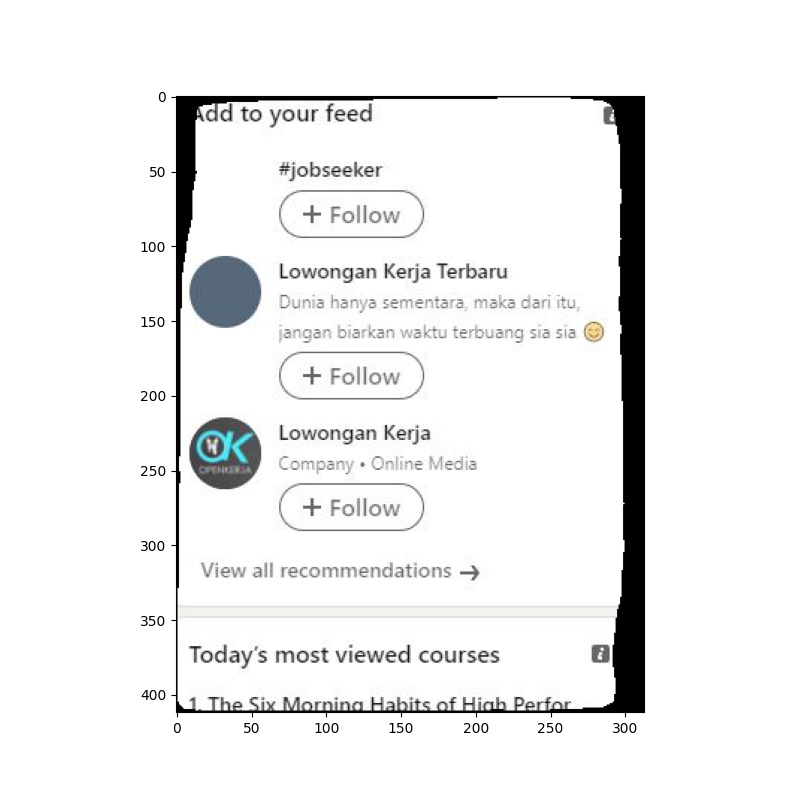 Add to your feed
#jobseeker
+ Follow
Lowongan Kerja Terbaru
Dunia hanya sementara, maka dari itu,
jangan biarkan waktu terbuang sia sia 😊
+ Follow
OK
OPENKERJA
Lowongan Kerja
Company • Online Media
+ Follow
View all recommendations →
Today's most viewed courses
1. The Six Morning Habits of High Perfor
0
50
100
150
200
250
300
350
400
0 50 100 150 200 250 300